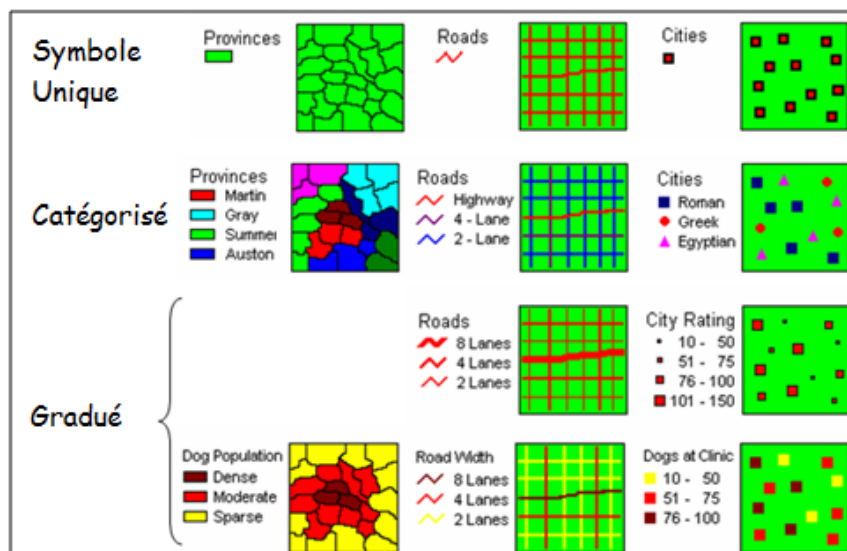 Symbole
Unique
Provinces
Roads
Cities
Catégorisé
Provinces
Martin
Gray
Summer
Auston
Roads
Highway
4 - Lane
2 - Lane
Cities
Roman
Greek
Egyptian
Gradué
Roads
8 Lanes
4 Lanes
2 Lanes
City Rating
10 - 50
51 - 75
76 - 100
101 - 150
Dog Population
Dense
Moderate
Sparse
Road Width
8 Lanes
4 Lanes
2 Lanes
Dogs at Clinic
10 - 50
51 - 75
76 - 100